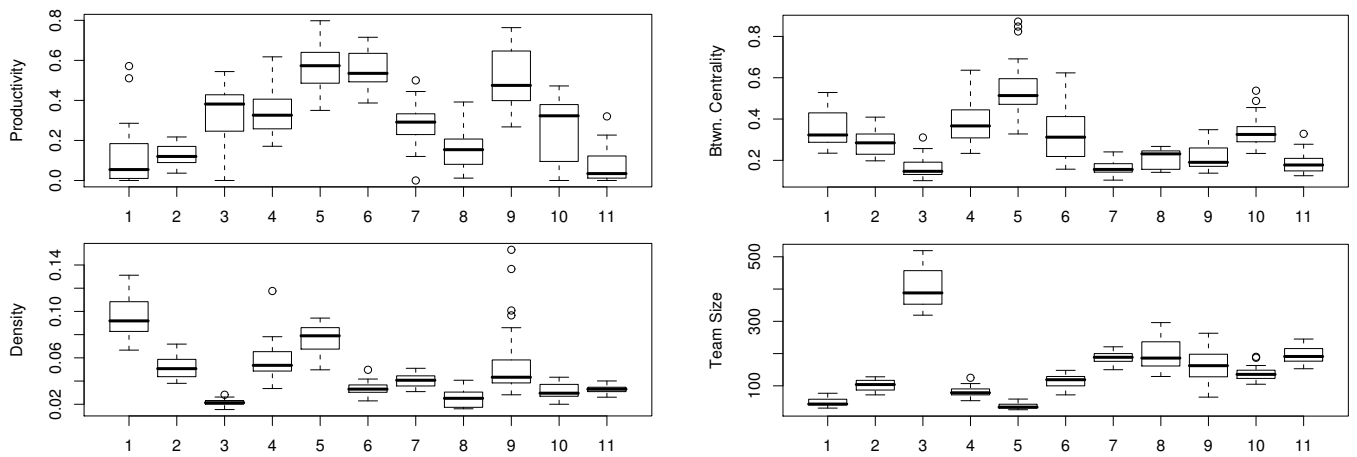 Productivity
0.0 0.2 0.4 0.6 0.8
1 2 3 4 5 6 7 8 9 10 11
Btwn. Centrality
0.2 0.4 0.6 0.8
1 2 3 4 5 6 7 8 9 10 11
Density
0.02 0.06 0.10 0.14
1 2 3 4 5 6 7 8 9 10 11
Team Size
100 300 500
1 2 3 4 5 6 7 8 9 10 11